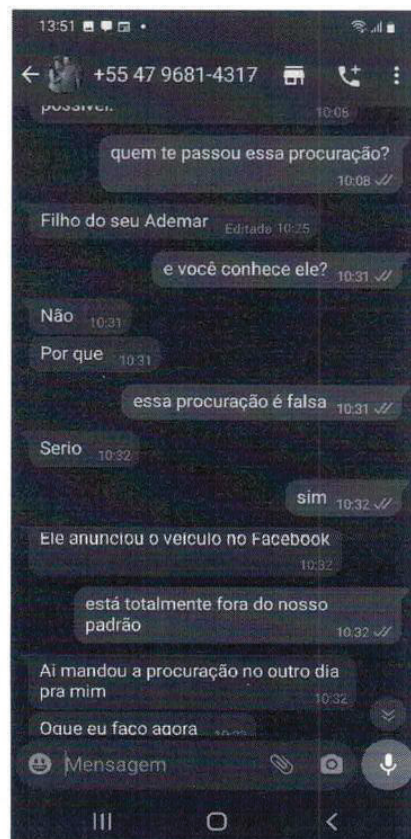 13:51
+55 47 9681-4317
possível.
10:06
quem te passou essa procuração?
10:08
Filho do seu Ademar Editada 10:25
e você conhece ele? 10:31
Não 10:31
Por que 10:31
essa procuração é falsa 10:31
Serio 10:32
sim 10:32
Ele anunciou o veículo no Facebook
10:32
está totalmente fora do nosso
padrão 10:32
Ai mandou a procuração no outro dia
pra mim 10:32
Oque eu faço agora
Mensagem